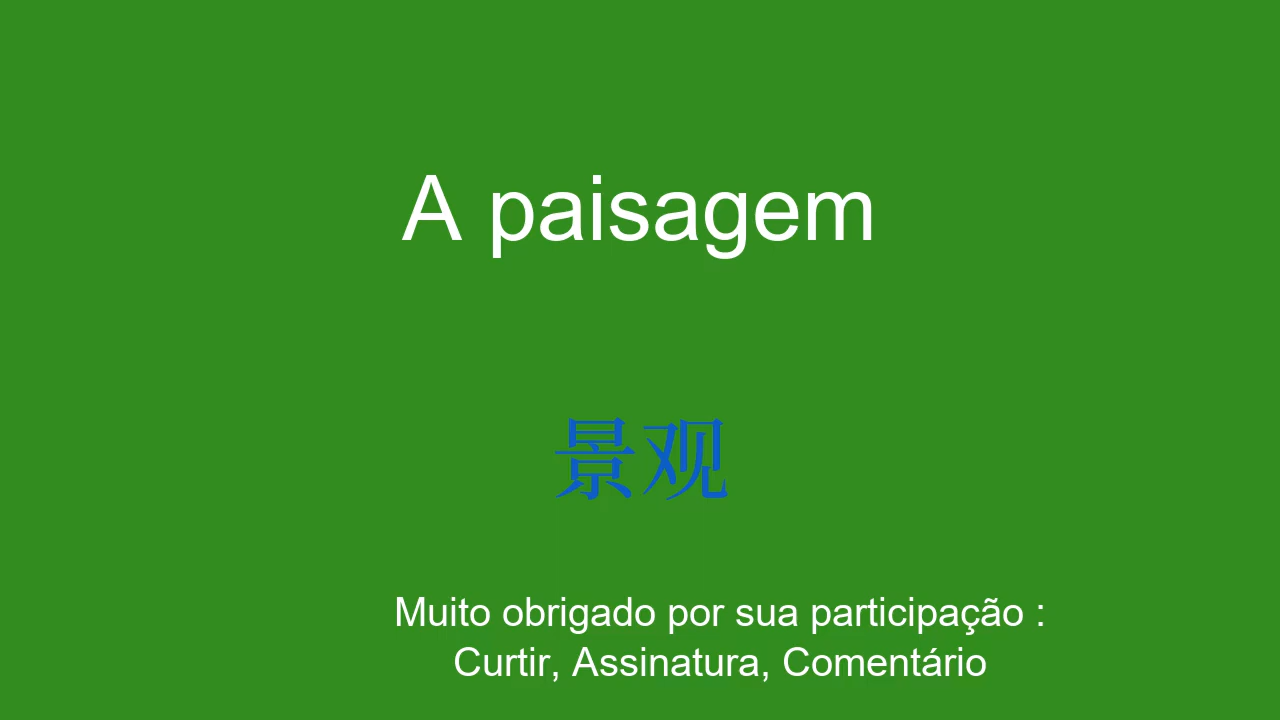 A paisagem
景观
Muito obrigado por sua participação :
Curtir, Assinatura, Comentário